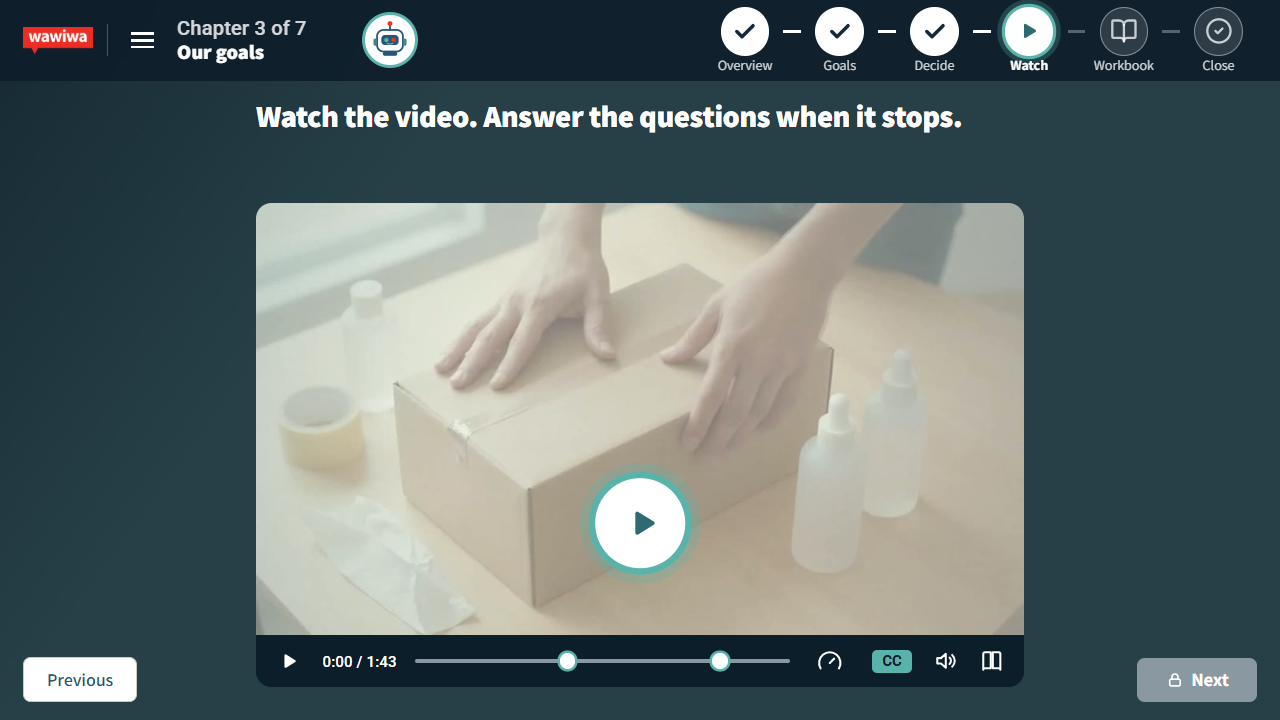 wawiwa
Chapter 3 of 7
Our goals
Overview
Goals
Decide
Watch
Workbook
Close
Watch the video. Answer the questions when it stops.
0:00 / 1:43
CC
Previous
Next